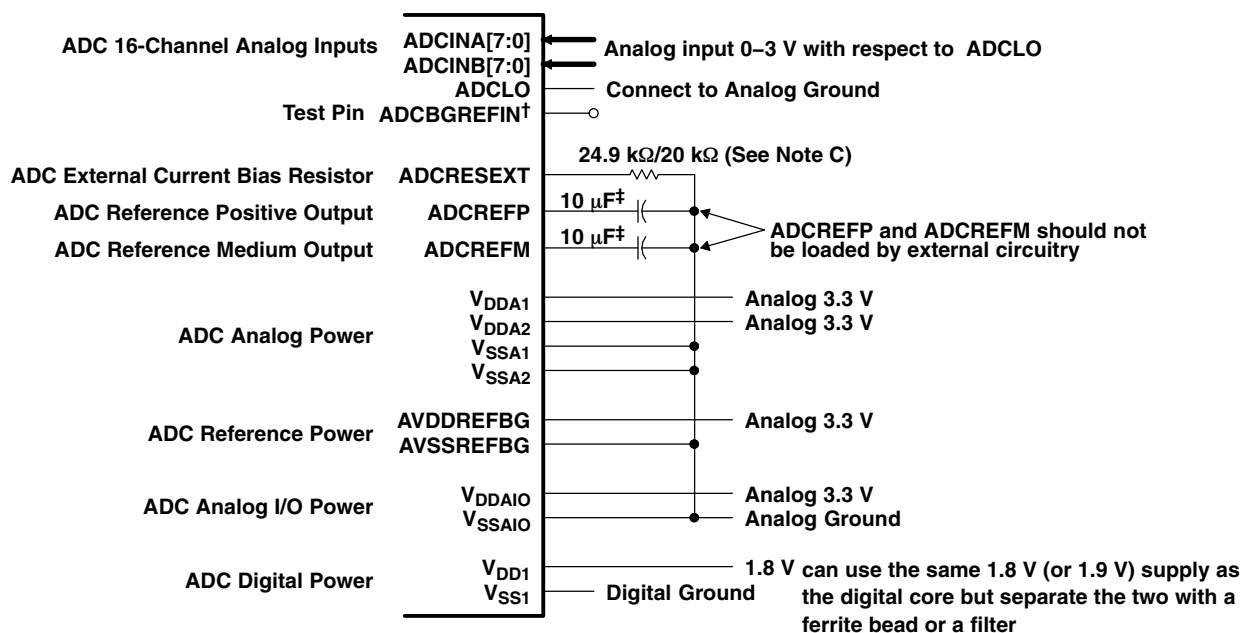 ADC 16-Channel Analog Inputs ADCINA[7:0] Analog input 0–3 V with respect to ADCLO
ADCINB[7:0]
ADCLO Connect to Analog Ground
Test Pin ADCBGREFIN†
24.9 kΩ/20 kΩ (See Note C)
ADC External Current Bias Resistor ADCRESEXT
10 μF‡
ADC Reference Positive Output ADCREFP
ADCREFP and ADCREFM should not
be loaded by external circuitry
10 μF‡
ADC Reference Medium Output ADCREFM
VDDA1 Analog 3.3 V
VDDA2 Analog 3.3 V
ADC Analog Power
VSSA1
VSSA2
AVDDREFBG Analog 3.3 V
ADC Reference Power
AVSSREFBG
VDDAIO Analog 3.3 V
ADC Analog I/O Power
VSSAIO Analog Ground
VDD1 1.8 V can use the same 1.8 V (or 1.9 V) supply as
ADC Digital Power
VSS1 Digital Ground the digital core but separate the two with a
ferrite bead or a filter